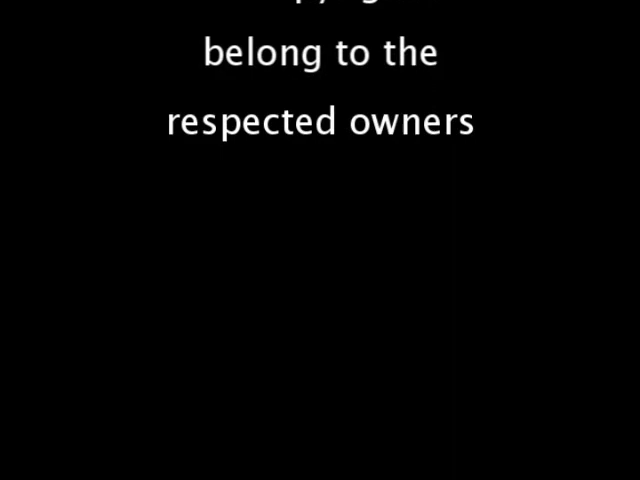 belong to the
respected owners